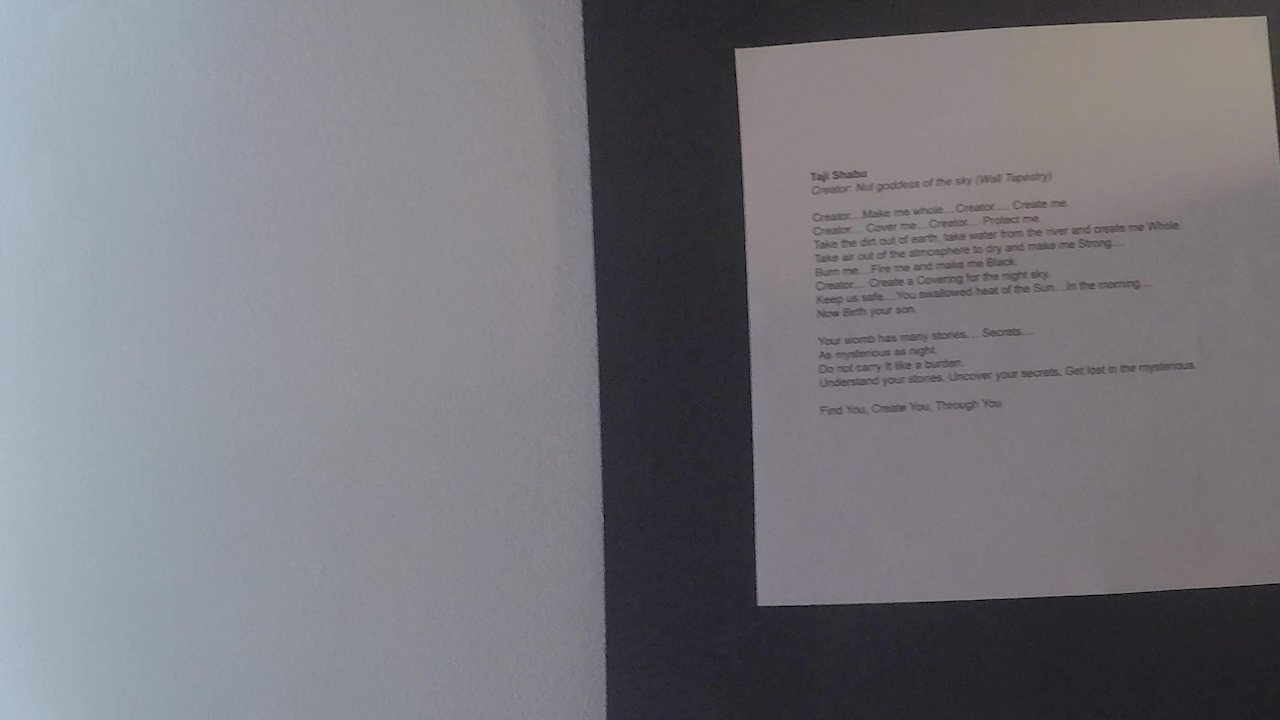 Taji Shabu
Creator: Nut goddess of the sky (Wall Tapestry)
Creator....Make me whole....Creator..... Create me.
Creator.... Cover me....Creator.... Protect me.
Take the dirt out of earth, take water from the river and create me Whole.
Take air out of the atmosphere to dry and make me Strong....
Burn me....Fire me and make me Black.
Creator.... Create a Covering for the night sky.
Keep us safe....You swallowed heat of the Sun....In the morning....
Now Birth your son.
Your womb has many stories.... Secrets....
As mysterious as night.
Do not carry It like a burden.
Understand your stories. Uncover your secrets. Get lost in the mysterious.
Find You, Create You, Through You.